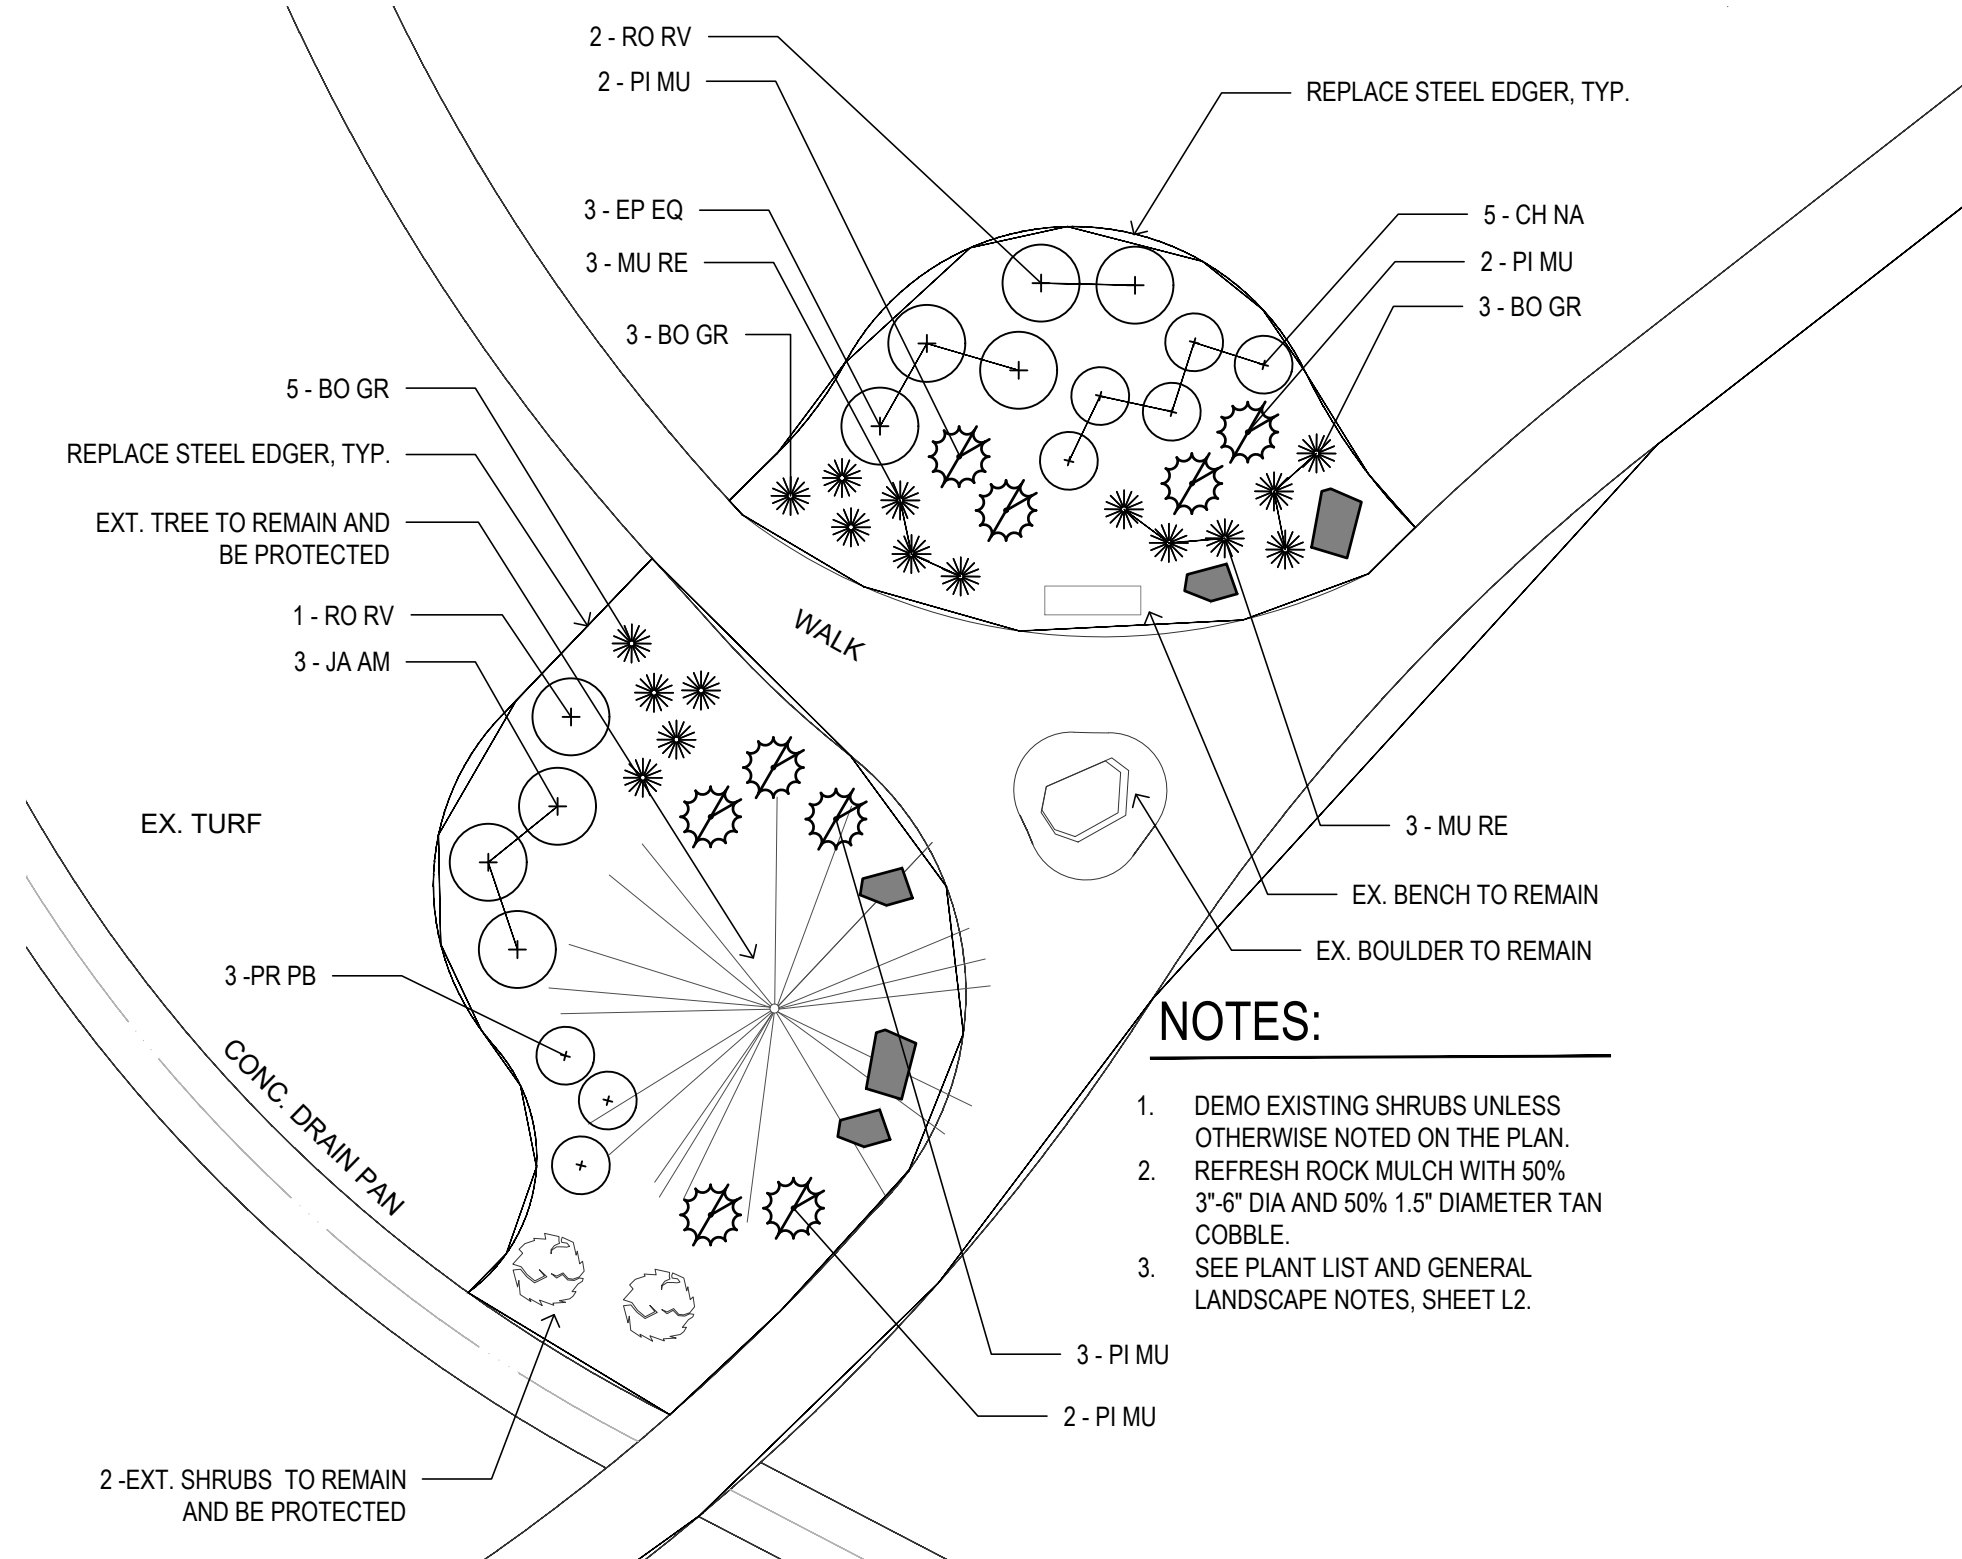 2 - RO RV
2 - PI MU
REPLACE STEEL EDGER, TYP.
3 - EP EQ
3 - MU RE
3 - BO GR
5 - CH NA
2 - PI MU
3 - BO GR
5 - BO GR
REPLACE STEEL EDGER, TYP.
EXT. TREE TO REMAIN AND
BE PROTECTED
1 - RO RV
3 - JA AM
WALK
EX. TURF
3 -PR PB
CONC. DRAIN PAN
3 - MU RE
EX. BENCH TO REMAIN
EX. BOULDER TO REMAIN
NOTES:
1. DEMO EXISTING SHRUBS UNLESS
OTHERWISE NOTED ON THE PLAN.
2. REFRESH ROCK MULCH WITH 50%
3"-6" DIA AND 50% 1.5" DIAMETER TAN
COBBLE.
3. SEE PLANT LIST AND GENERAL
LANDSCAPE NOTES, SHEET L2.
3 - PI MU
2 - PI MU
2 -EXT. SHRUBS TO REMAIN
AND BE PROTECTED